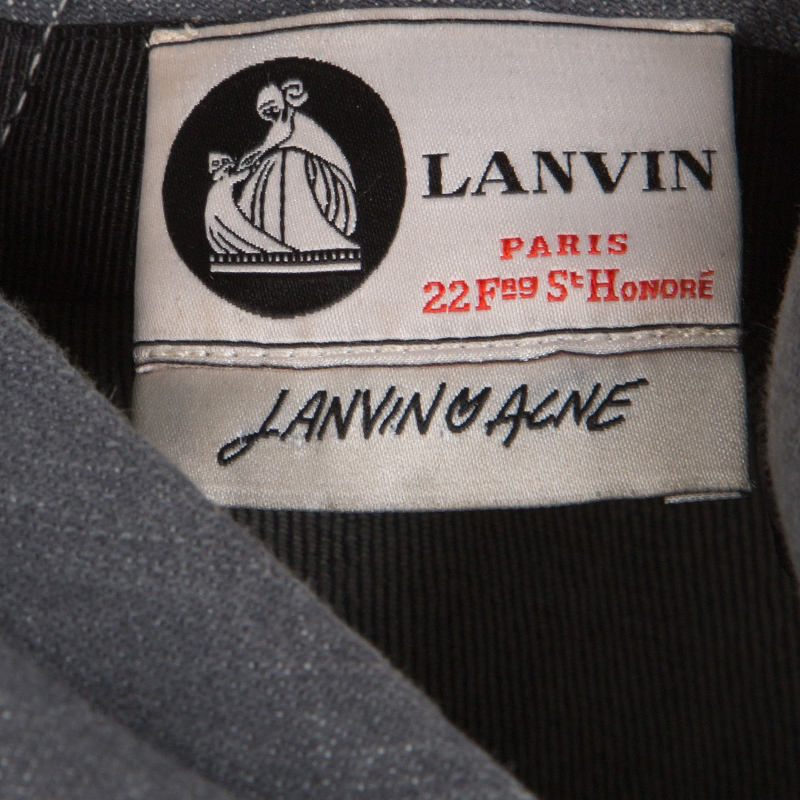 LANVIN
PARIS
22 Fbg St Honoré
LANVIN ♥ ACNE